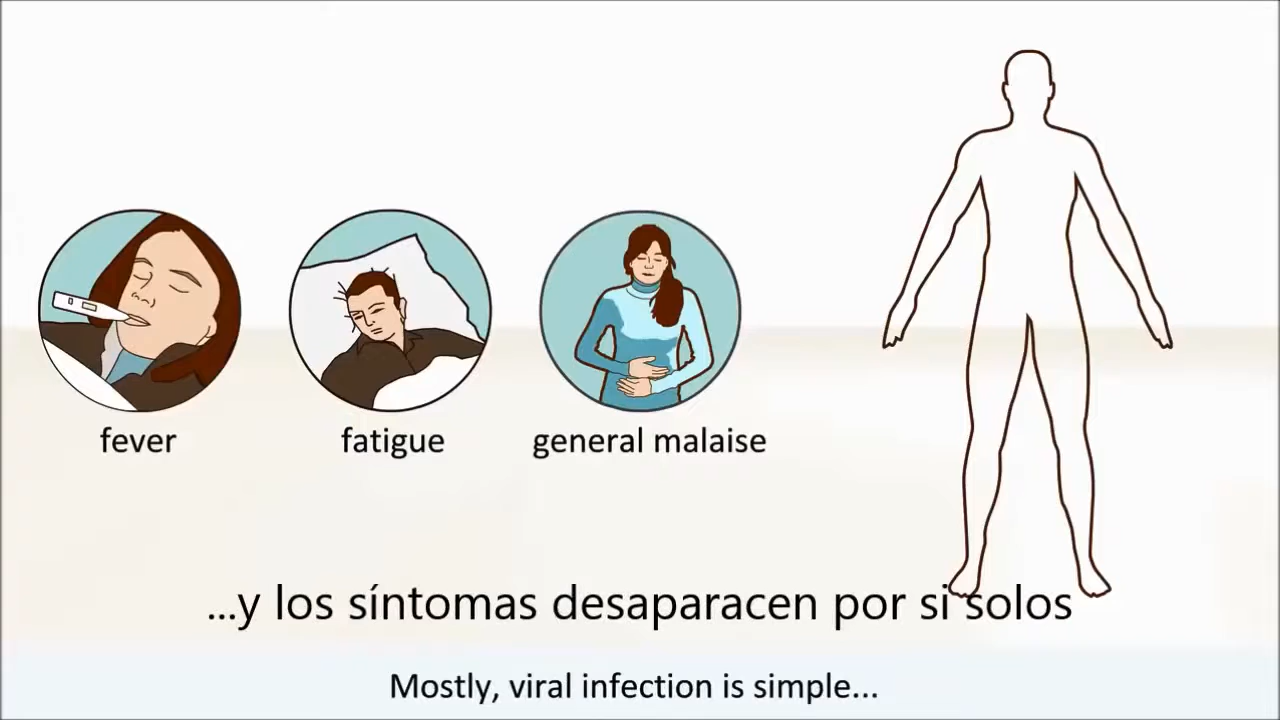 fever
fatigue
general malaise
...y los síntomas desaparacen por si solos
Mostly, viral infection is simple...